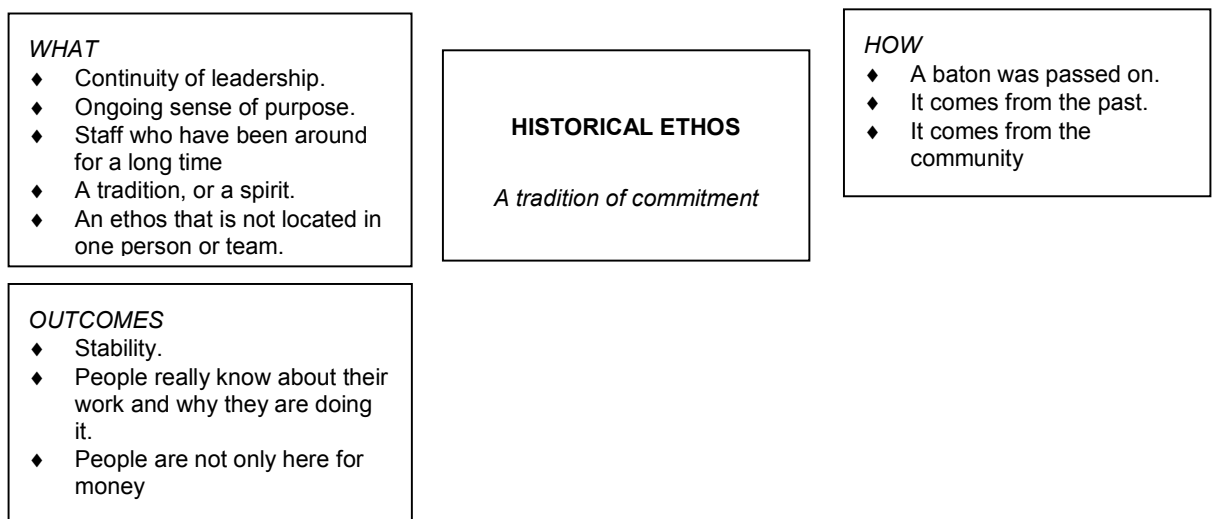 WHAT
♦ Continuity of leadership.
♦ Ongoing sense of purpose.
♦ Staff who have been around
for a long time
♦ A tradition, or a spirit.
♦ An ethos that is not located in
one person or team.
HISTORICAL ETHOS
A tradition of commitment
HOW
♦ A baton was passed on.
♦ It comes from the past.
♦ It comes from the
community
OUTCOMES
♦ Stability.
♦ People really know about their
work and why they are doing
it.
♦ People are not only here for
money